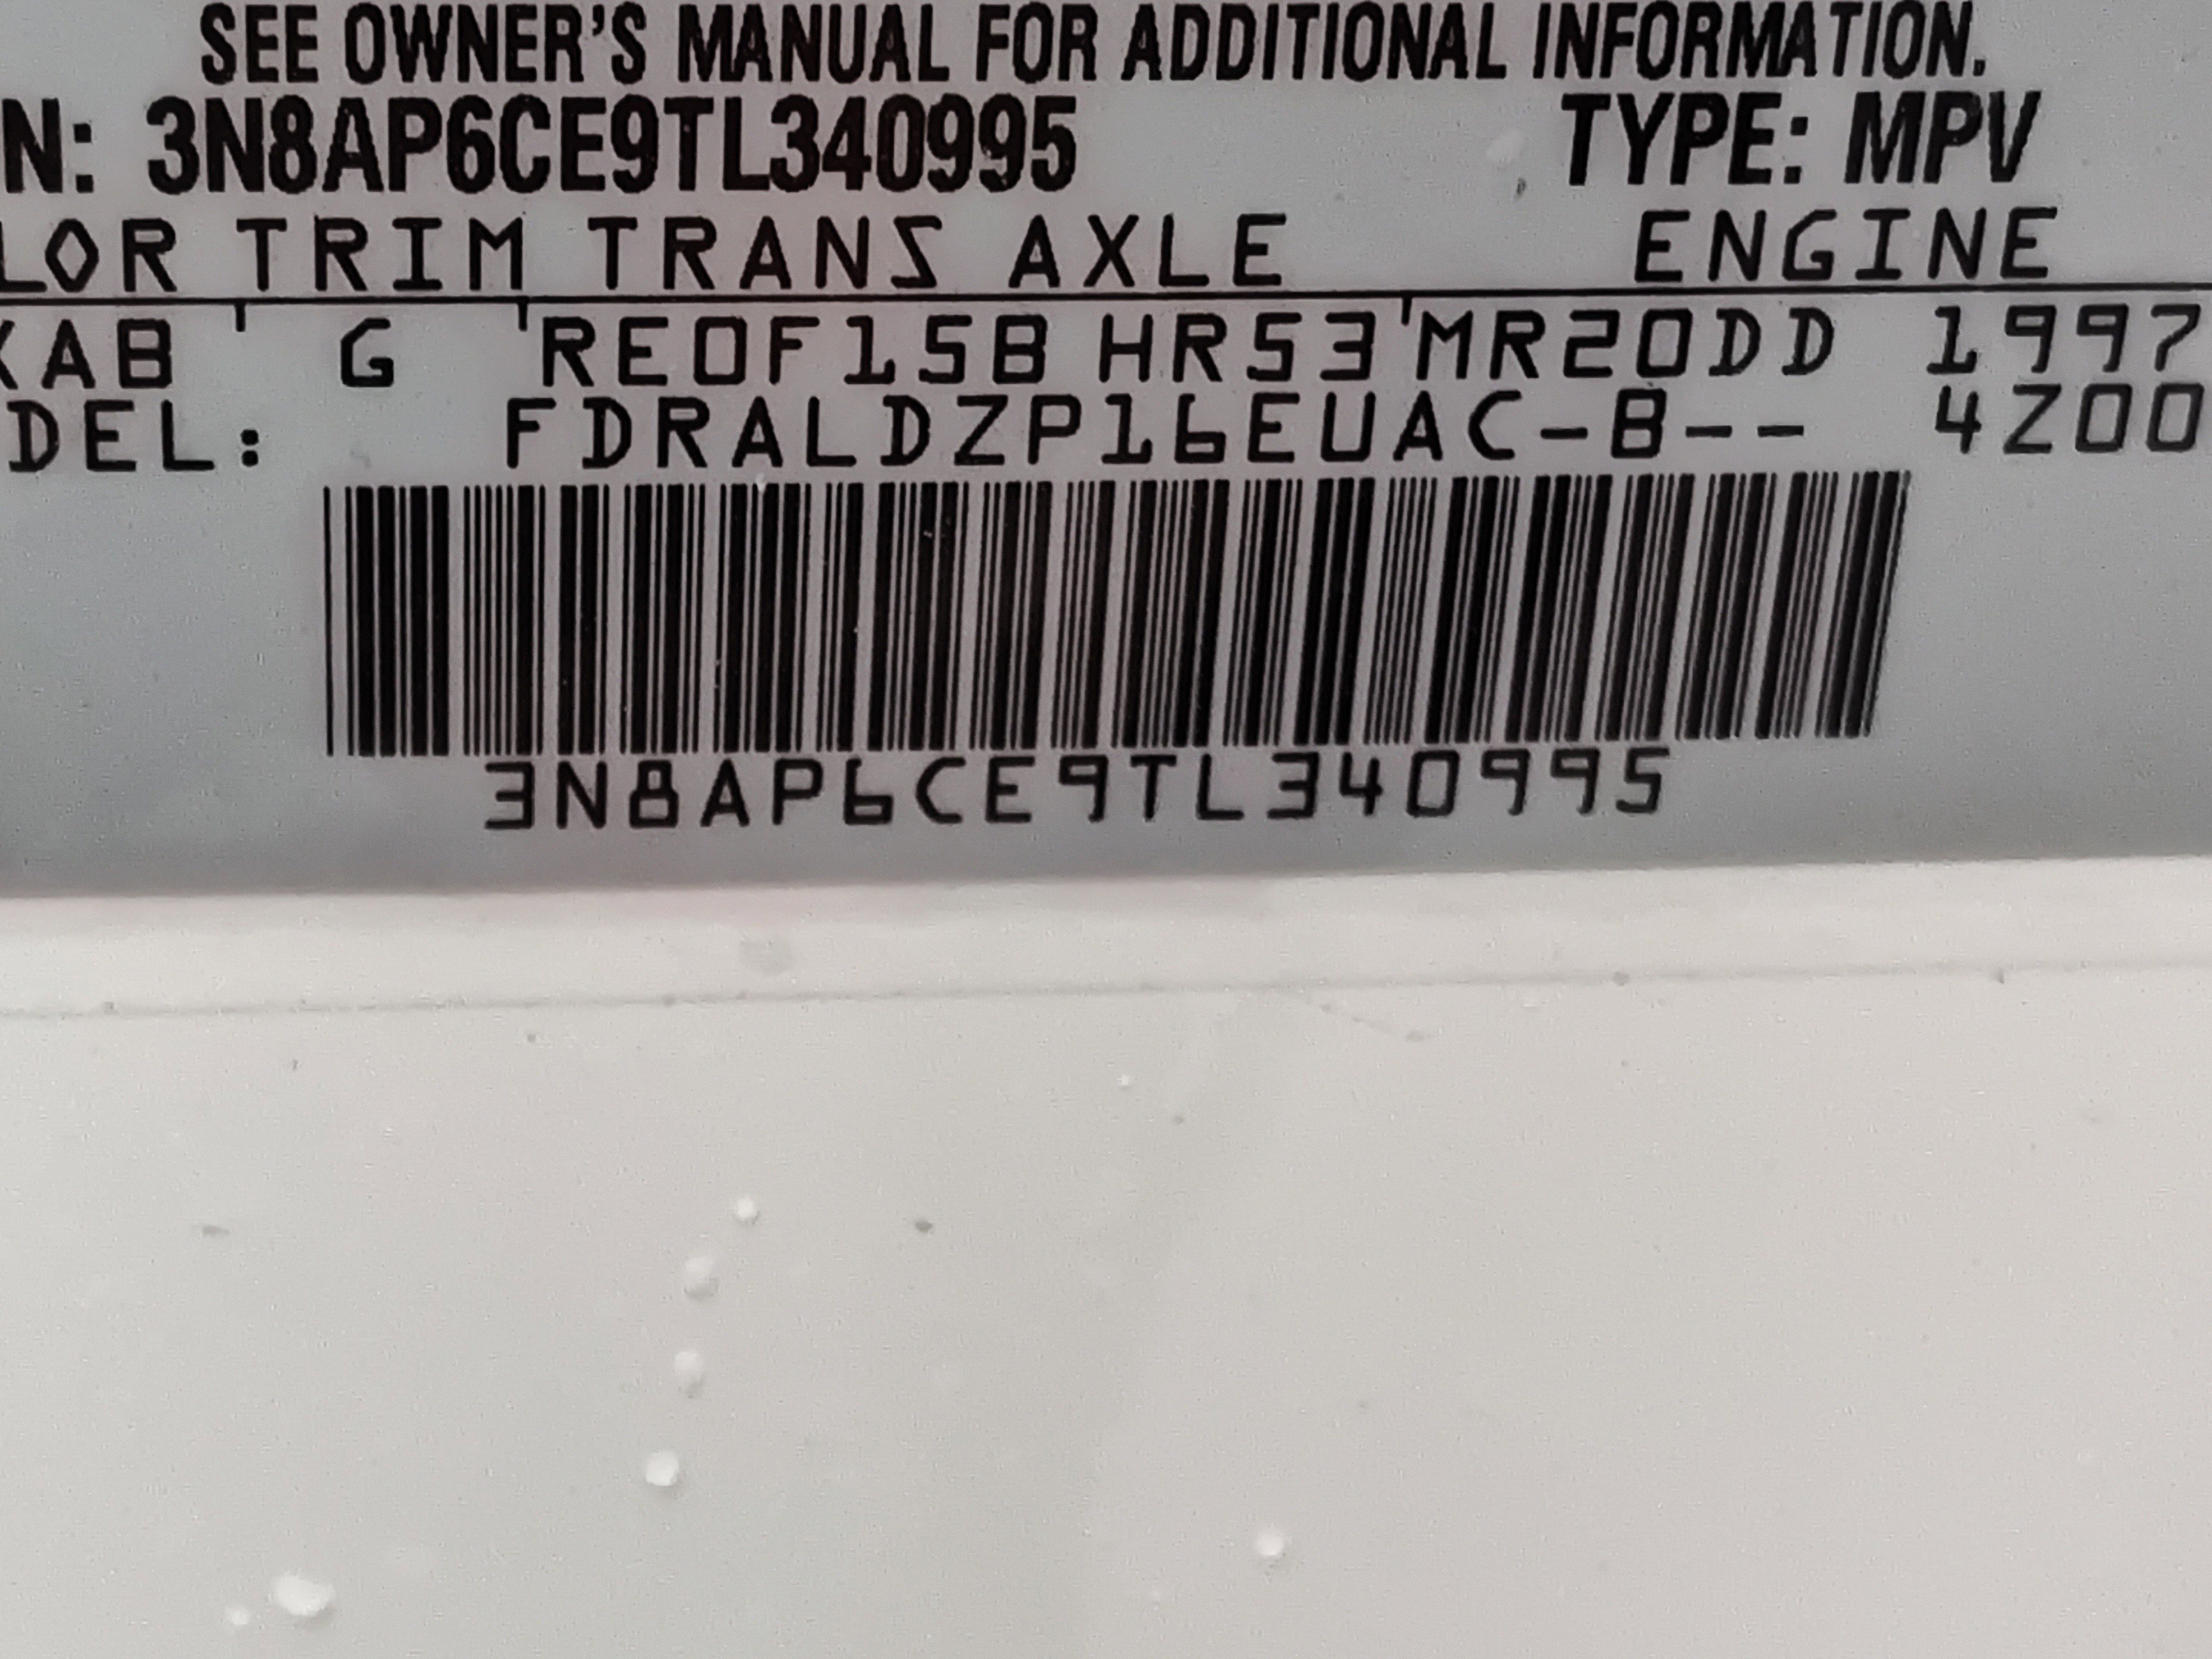 SEE OWNER'S MANUAL FOR ADDITIONAL INFORMATION.
N: 3N8AP6CE9TL340995 TYPE: MPV
LOR TRIM TRANS AXLE ENGINE
XAB G RE0F15B HR53 MR20DD 1997
DEL: FDRALDZP16EUAC-B-- 4Z00
3N8AP6CE9TL340995